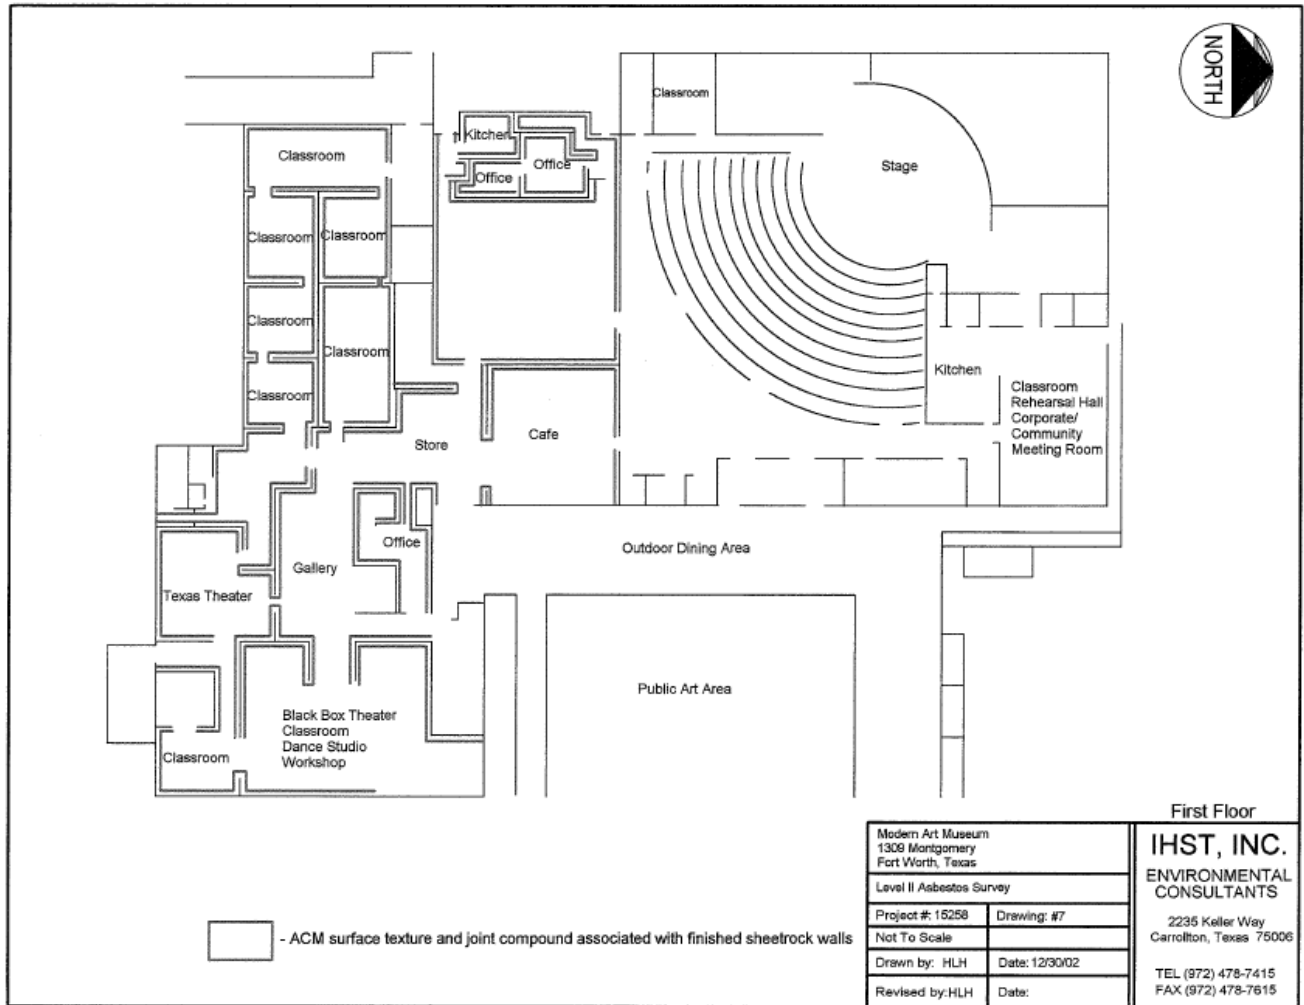 NORTH
Classroom
Kitchen
Classroom
Office
Stage
Office
Classroom
Classroom
Classroom
Classroom
Kitchen
Classroom
Classroom
Rehearsal Hall
Corporate/
Community
Meeting Room
Store
Cafe
Office
Outdoor Dining Area
Gallery
Texas Theater
Public Art Area
Black Box Theater
Classroom
Dance Studio
Workshop
Classroom
First Floor
Modern Art Museum
1309 Montgomery
Fort Worth, Texas
Level II Asbestos Survey
Project #: 15258
Drawing: #7
Not To Scale
Drawn by: HLH
Date: 12/30/02
Revised by:HLH
Date:
IHST, INC.
ENVIRONMENTAL
CONSULTANTS
2235 Keller Way
Carrollton, Texas 75006
TEL (972) 478-7415
FAX (972) 478-7615
- ACM surface texture and joint compound associated with finished sheetrock walls